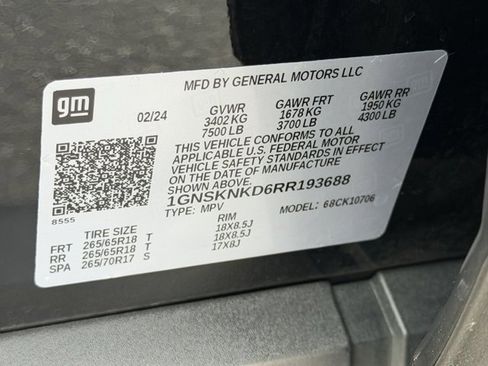 MFD BY GENERAL MOTORS LLC
gm
02/24
GVWR GAWR FRT GAWR RR
3402 KG 1678 KG 1950 KG
7500 LB 3700 LB 4300 LB
THIS VEHICLE CONFORMS TO ALL
APPLICABLE U.S. FEDERAL MOTOR
VEHICLE SAFETY STANDARDS IN EFFECT
ON THE DATE OF MANUFACTURE SHOWN ABOVE.
1GNSKNKD6RR193688
TYPE: MPV MODEL: 68CK10706
8555
TIRE SIZE RIM
FRT 265/65R18 T 18X8.5J
RR 265/65R18 T 18X8.5J
SPA 265/70R17 S 17X8J